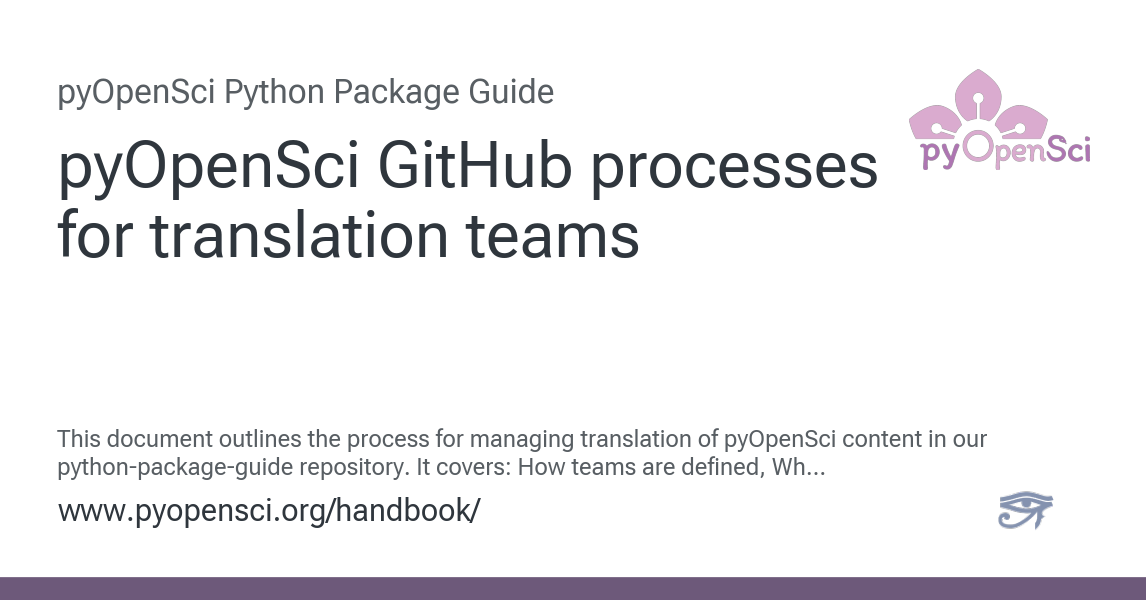 pyOpenSci Python Package Guide
pyOpenSci GitHub processes
for translation teams
pyOpenSci
This document outlines the process for managing translation of pyOpenSci content in our
python-package-guide repository. It covers: How teams are defined, Wh...
www.pyopensci.org/handbook/